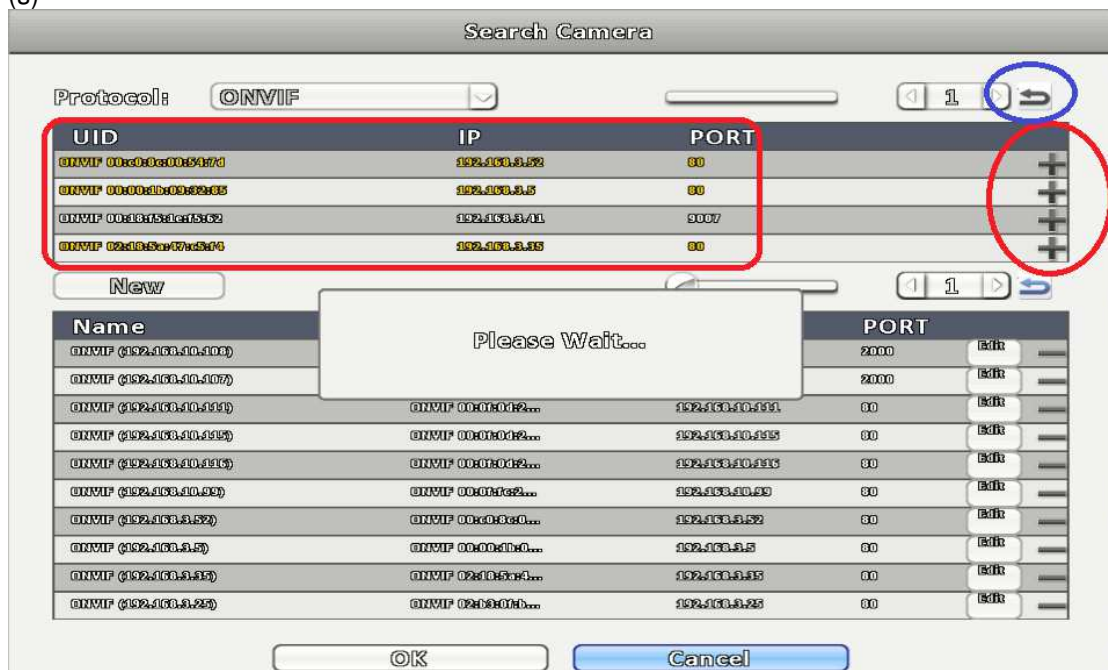 Search Camera
Protocol: ONVIF 1
UID IP PORT
ONVIF 00:c0:8c:00:54:7d 192.168.3.52 80
ONVIF 00:00:1b:09:32:85 192.168.3.5 80
ONVIF 00:18:f5:1e:f5:62 192.168.3.41 9007
ONVIF 02:18:5a:47:c5:f4 192.168.3.35 80
New 1
Name PORT
Please Wait...
ONVIF (192.168.10.108) 2000 Edit
ONVIF (192.168.10.107) 2000 Edit
ONVIF (192.168.10.111) ONVIF 00:0f:0d:2... 192.168.10.111 80 Edit
ONVIF (192.168.10.115) ONVIF 00:0f:0d:2... 192.168.10.115 80 Edit
ONVIF (192.168.10.116) ONVIF 00:0f:0d:2... 192.168.10.116 80 Edit
ONVIF (192.168.10.99) ONVIF 00:0f:fc:2... 192.168.10.99 80 Edit
ONVIF (192.168.3.52) ONVIF 00:c0:8c:0... 192.168.3.52 80 Edit
ONVIF (192.168.3.5) ONVIF 00:00:1b:0... 192.168.3.5 80 Edit
ONVIF (192.168.3.35) ONVIF 02:18:5a:4... 192.168.3.35 80 Edit
ONVIF (192.168.3.25) ONVIF 02:b3:0f:b... 192.168.3.25 80 Edit
OK Cancel